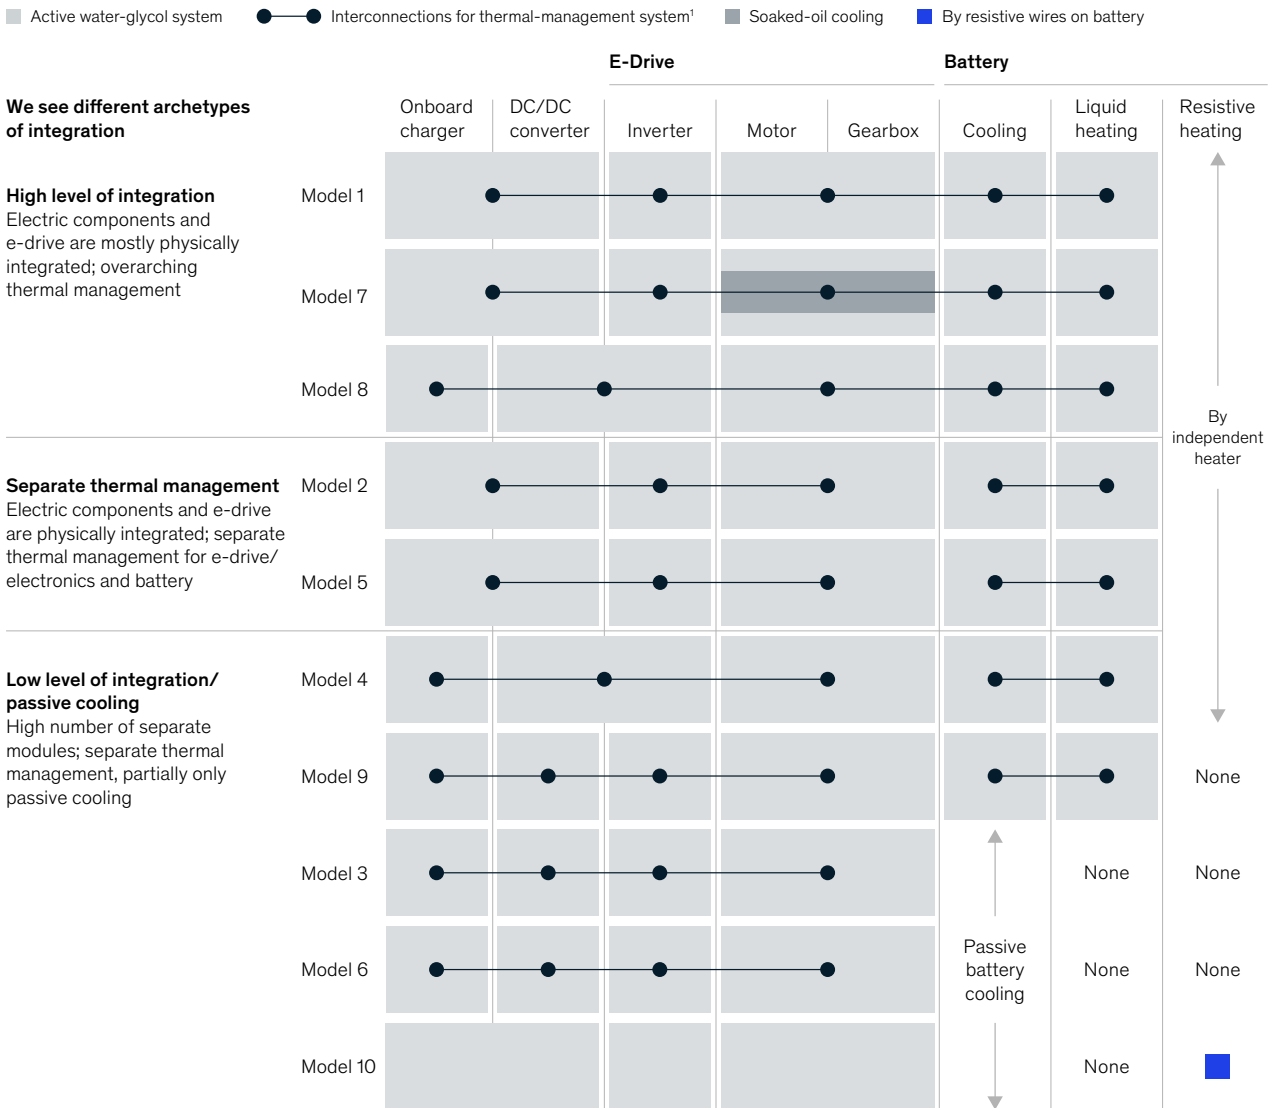 Active water-glycol system
Interconnections for thermal-management system¹
Soaked-oil cooling
By resistive wires on battery
E-Drive
Battery
We see different archetypes
of integration
Onboard
charger
DC/DC
converter
Inverter
Motor
Gearbox
Cooling
Liquid
heating
Resistive
heating
High level of integration
Electric components and
e-drive are mostly physically
integrated; overarching
thermal management
Model 1
Model 7
Model 8
By
independent
heater
Separate thermal management
Electric components and e-drive
are physically integrated; separate
thermal management for e-drive/
electronics and battery
Model 2
Model 5
Low level of integration/
passive cooling
High number of separate
modules; separate thermal
management, partially only
passive cooling
Model 4
Model 9
None
Model 3
None
None
Model 6
Passive
battery
cooling
None
None
Model 10
None